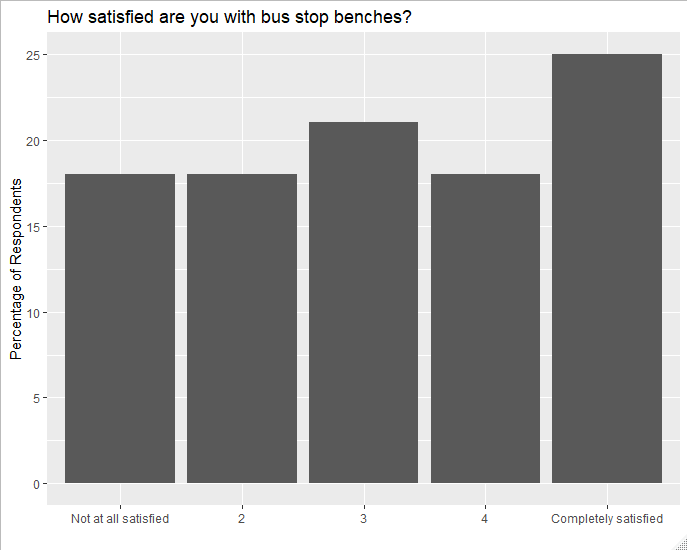 How satisfied are you with bus stop benches?
Percentage of Respondents
25
20
15
10
5
0
Not at all satisfied 2 3 4 Completely satisfied